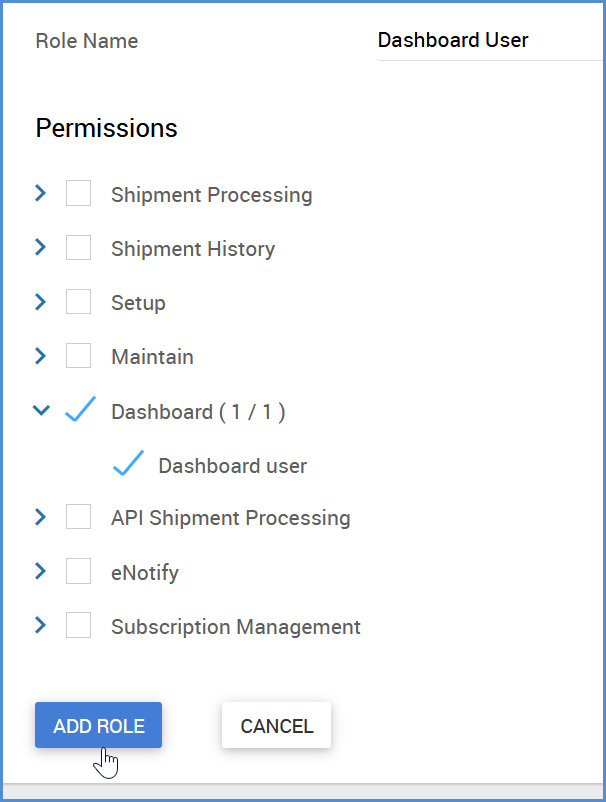 Role Name
Dashboard User
Permissions
Shipment Processing
Shipment History
Setup
Maintain
Dashboard ( 1 / 1 )
Dashboard user
API Shipment Processing
eNotify
Subscription Management
ADD ROLE
CANCEL